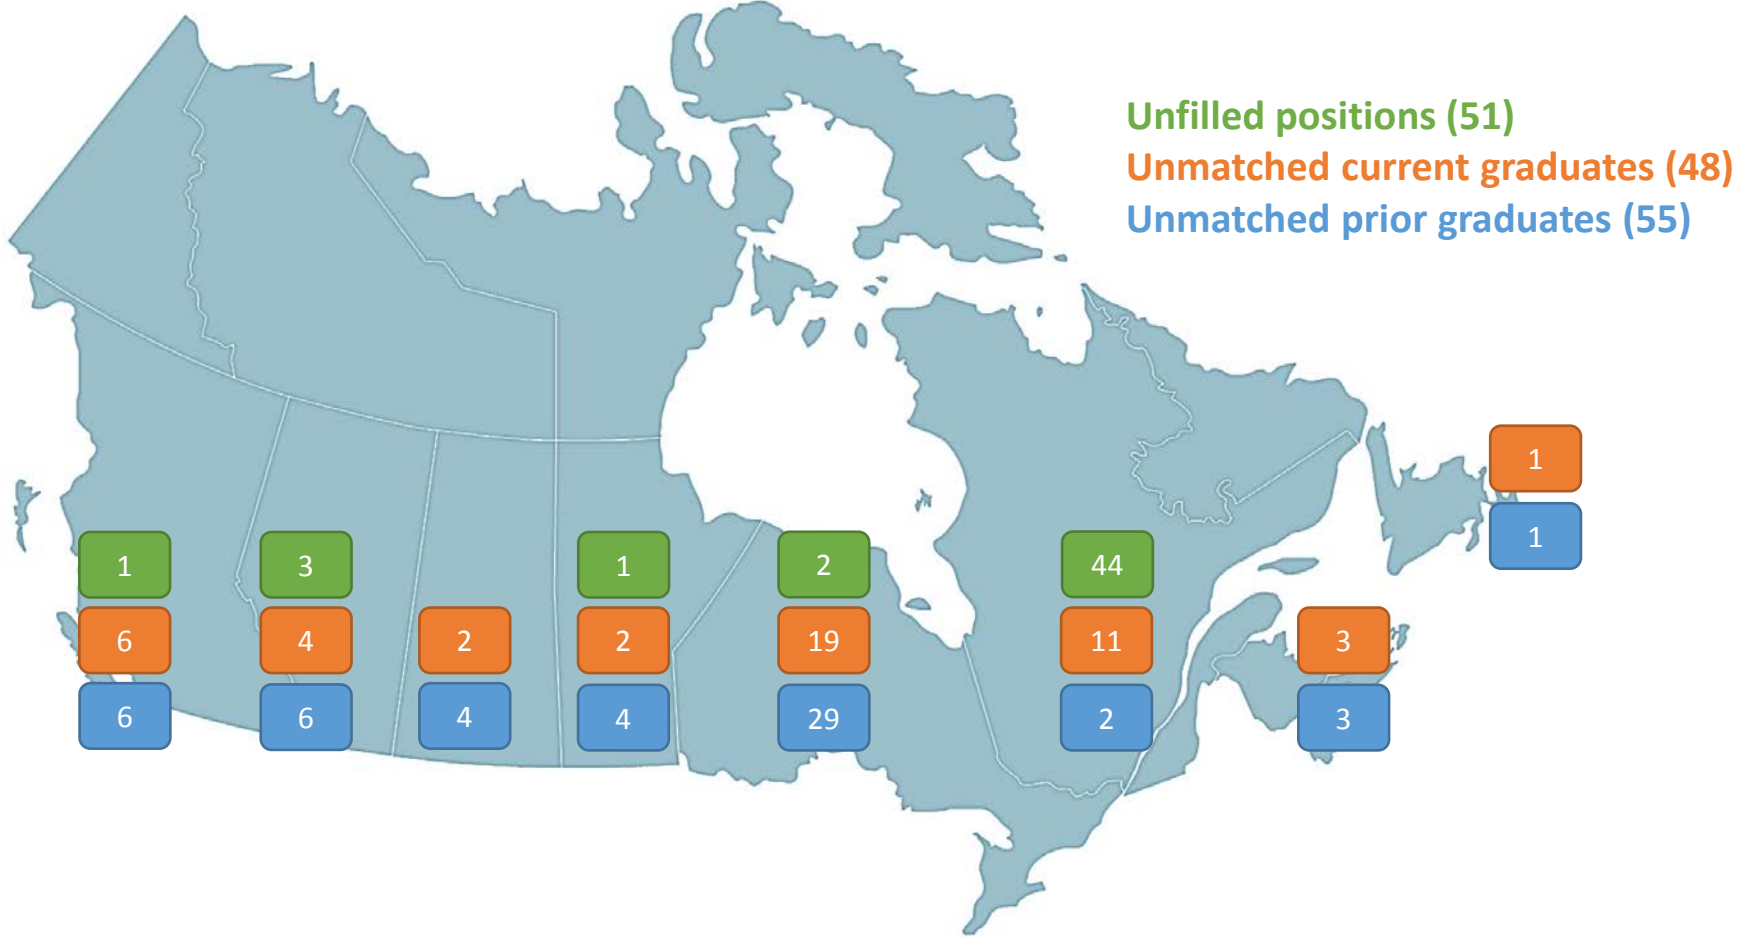 Unfilled positions (51)
Unmatched current graduates (48)
Unmatched prior graduates (55)
1
1
1 3 1 2 44
6 4 2 2 19 11 3
6 6 4 4 29 2 3